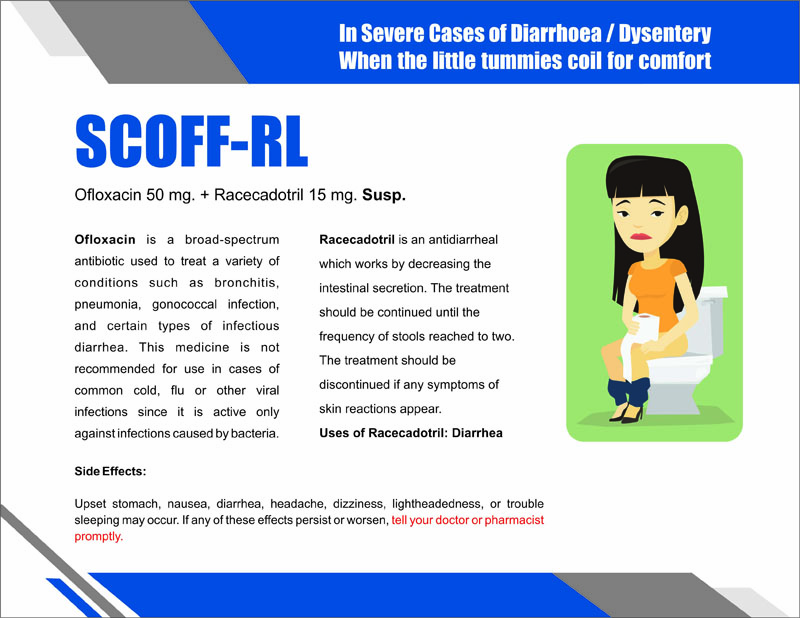 In Severe Cases of Diarrhoea / Dysentery
When the little tummies coil for comfort
SCOFF-RL
Ofloxacin 50 mg. + Racecadotril 15 mg. Susp.
Ofloxacin is a broad-spectrum
antibiotic used to treat a variety of
conditions such as bronchitis,
pneumonia, gonococcal infection,
and certain types of infectious
diarrhea. This medicine is not
recommended for use in cases of
common cold, flu or other viral
infections since it is active only
against infections caused by bacteria.
Racecadotril is an antidiarrheal
which works by decreasing the
intestinal secretion. The treatment
should be continued until the
frequency of stools reached to two.
The treatment should be
discontinued if any symptoms of
skin reactions appear.
Uses of Racecadotril: Diarrhea
Side Effects:
Upset stomach, nausea, diarrhea, headache, dizziness, lightheadedness, or trouble
sleeping may occur. If any of these effects persist or worsen, tell your doctor or pharmacist
promptly.